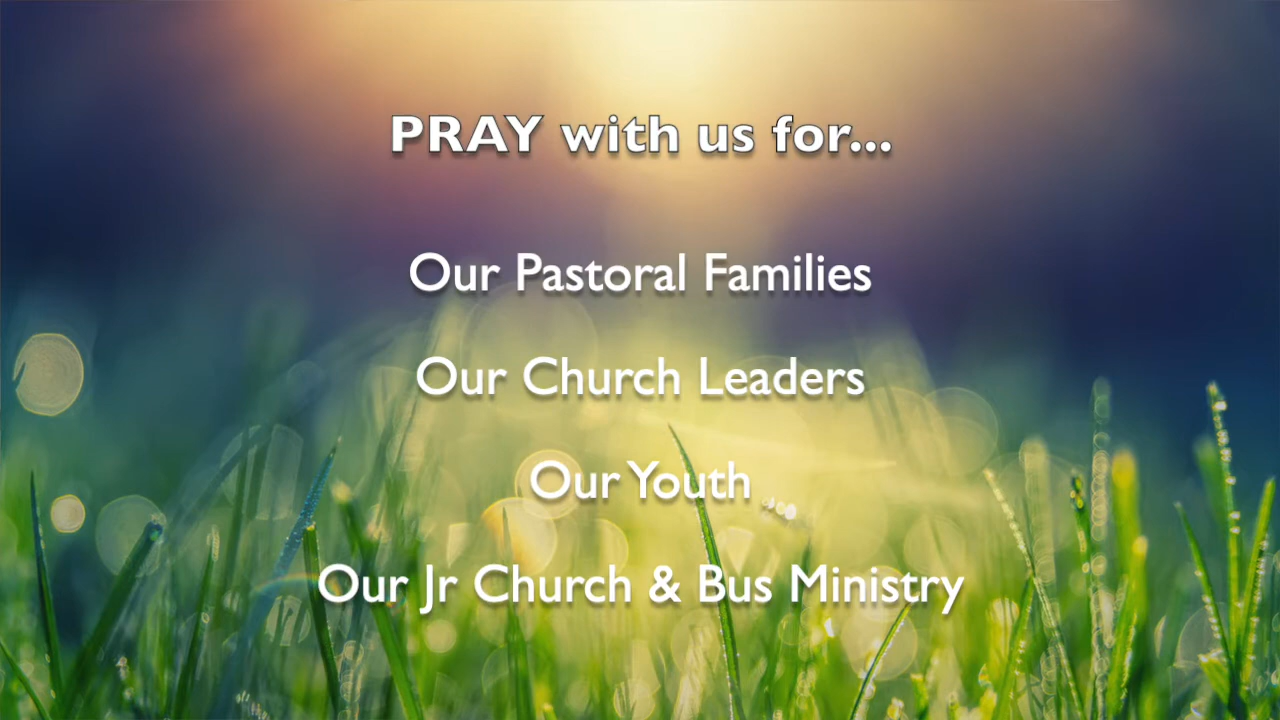 PRAY with us for...
Our Pastoral Families
Our Church Leaders
Our Youth
Our Jr Church & Bus Ministry